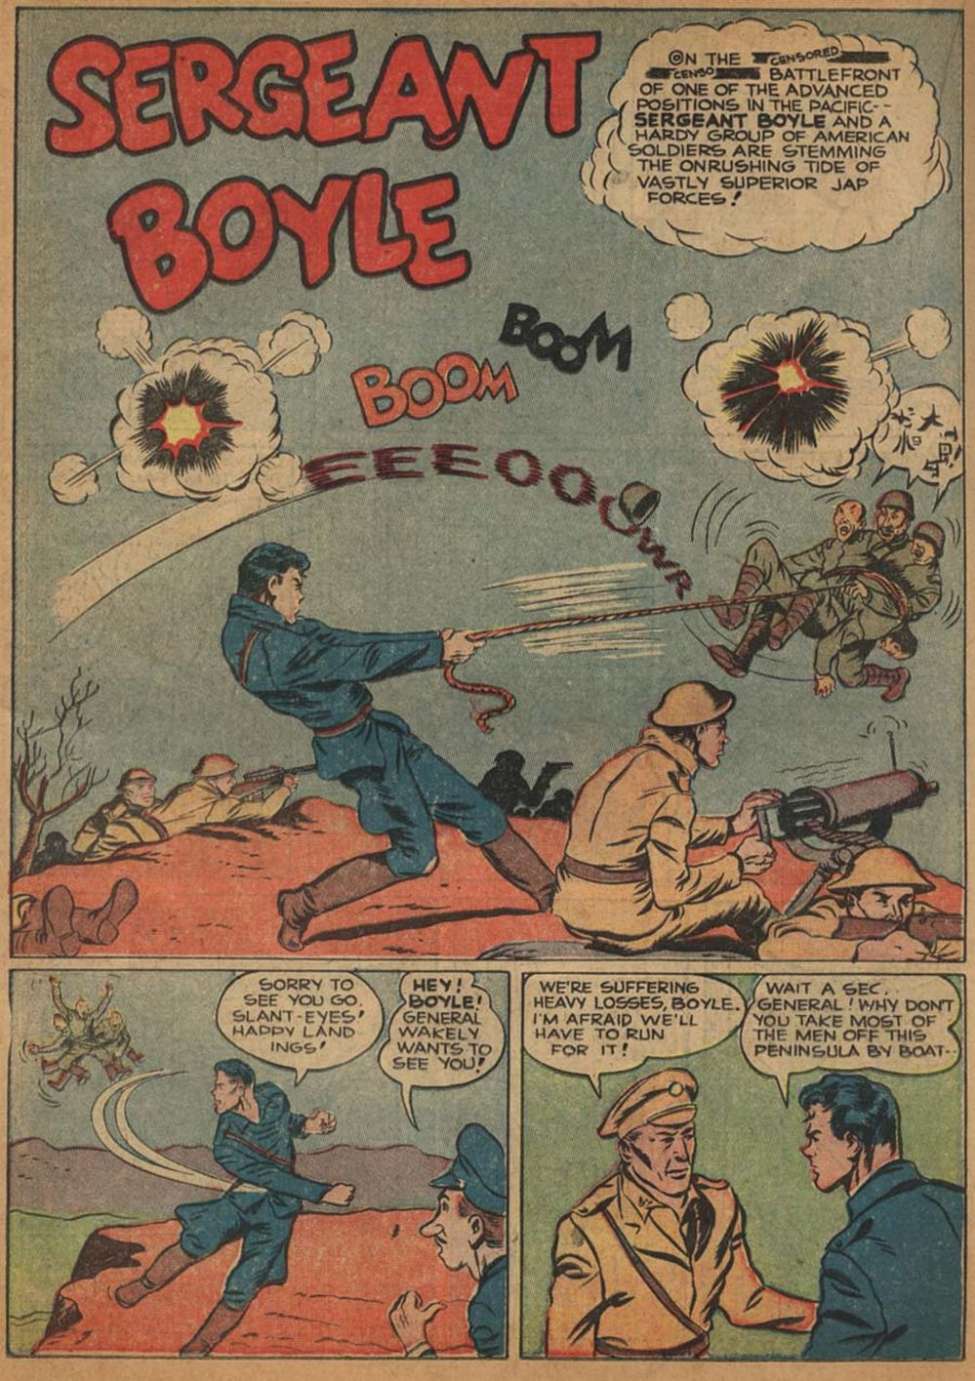 SERGEANT
BOYLE
ON THE CENSORED
CENSO BATTLEFRONT
OF ONE OF THE ADVANCED
POSITIONS IN THE PACIFIC--
SERGEANT BOYLE AND A
HARDY GROUP OF AMERICAN
SOLDIERS ARE STEMMING
THE ONRUSHING TIDE OF
VASTLY SUPERIOR JAP
FORCES!
BOOM
BOOM
EEEOOOWR
大
SORRY TO
SEE YOU GO,
SLANT-EYES!
HAPPY LAND
INGS!
HEY!
BOYLE!
GENERAL
WAKELY
WANTS TO
SEE YOU!
WE'RE SUFFERING
HEAVY LOSSES, BOYLE.
I'M AFRAID WE'LL
HAVE TO RUN
FOR IT!
WAIT A SEC,
GENERAL! WHY DON'T
YOU TAKE MOST OF
THE MEN OFF THIS
PENINSULA BY BOAT--